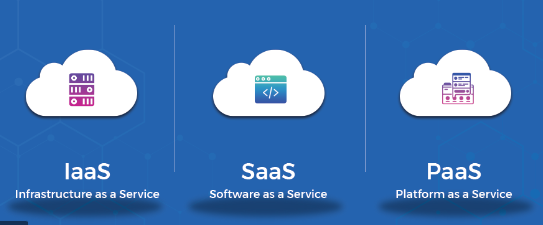 IaaS
Infrastructure as a Service
SaaS
Software as a Service
PaaS
Platform as a Service